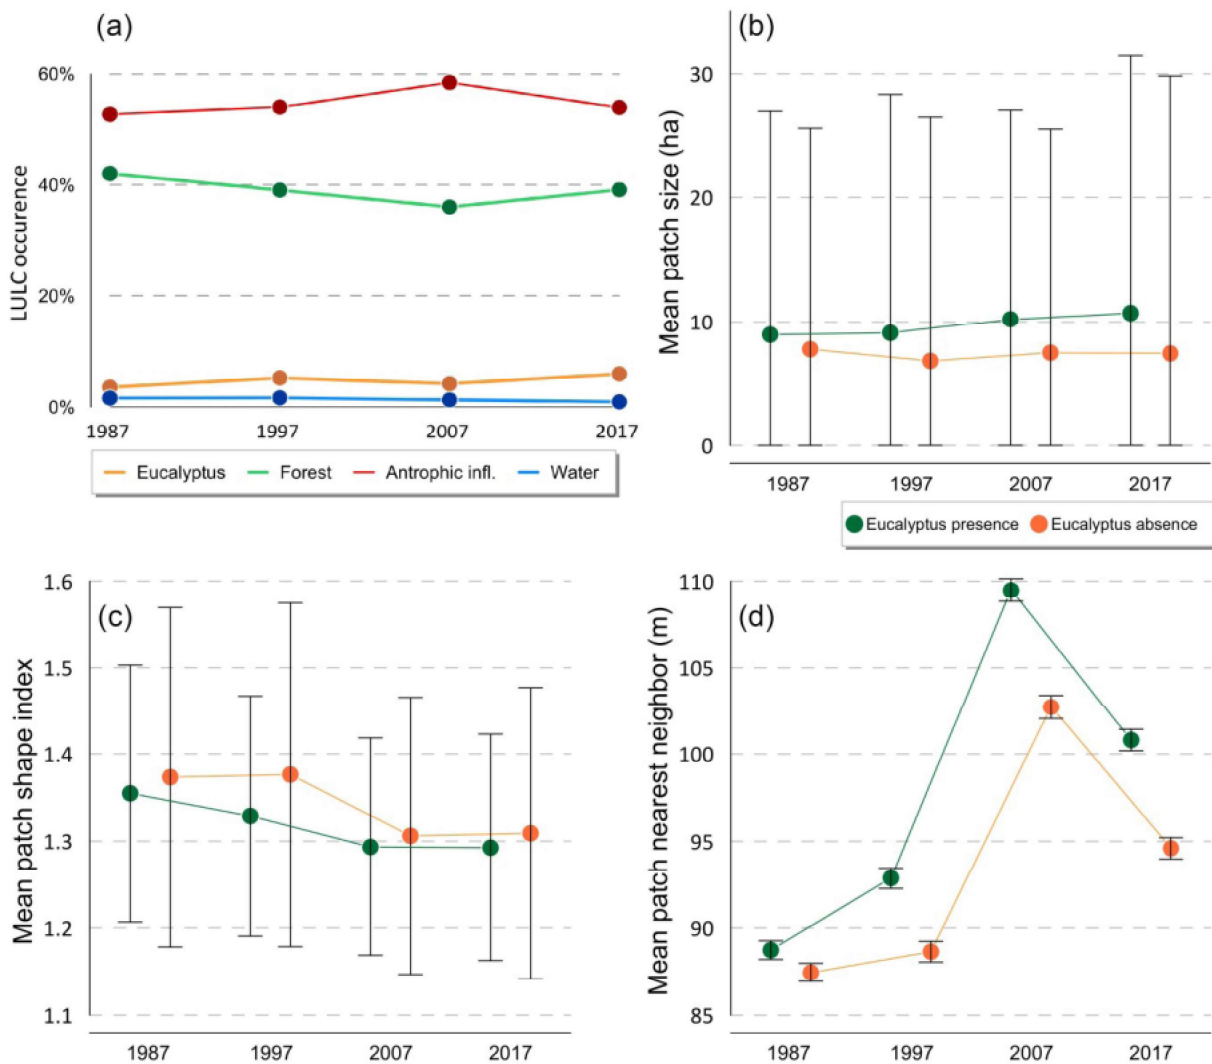 (a)
60%
40%
20%
0%
LULC occurence
1987 1997 2007 2017
Eucalyptus Forest Antrophic infl. Water
(b)
30
20
10
0
Mean patch size (ha)
1987 1997 2007 2017
Eucalyptus presence Eucalyptus absence
(c)
1.6
1.5
1.4
1.3
1.2
1.1
Mean patch shape index
1987 1997 2007 2017
(d)
110
105
100
95
90
85
Mean patch nearest neighbor (m)
1987 1997 2007 2017